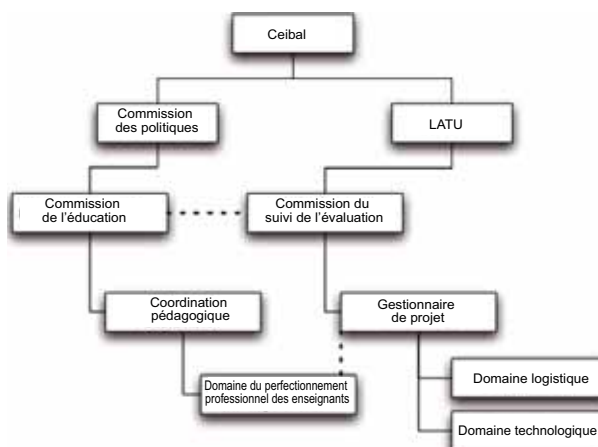 Ceibal
Commission
des politiques
LATU
Commission
de l'éducation
Commission du
suivi de l'évaluation
Coordination
pédagogique
Gestionnaire
de projet
Domaine du perfectionnement
professionnel des enseignants
Domaine logistique
Domaine technologique